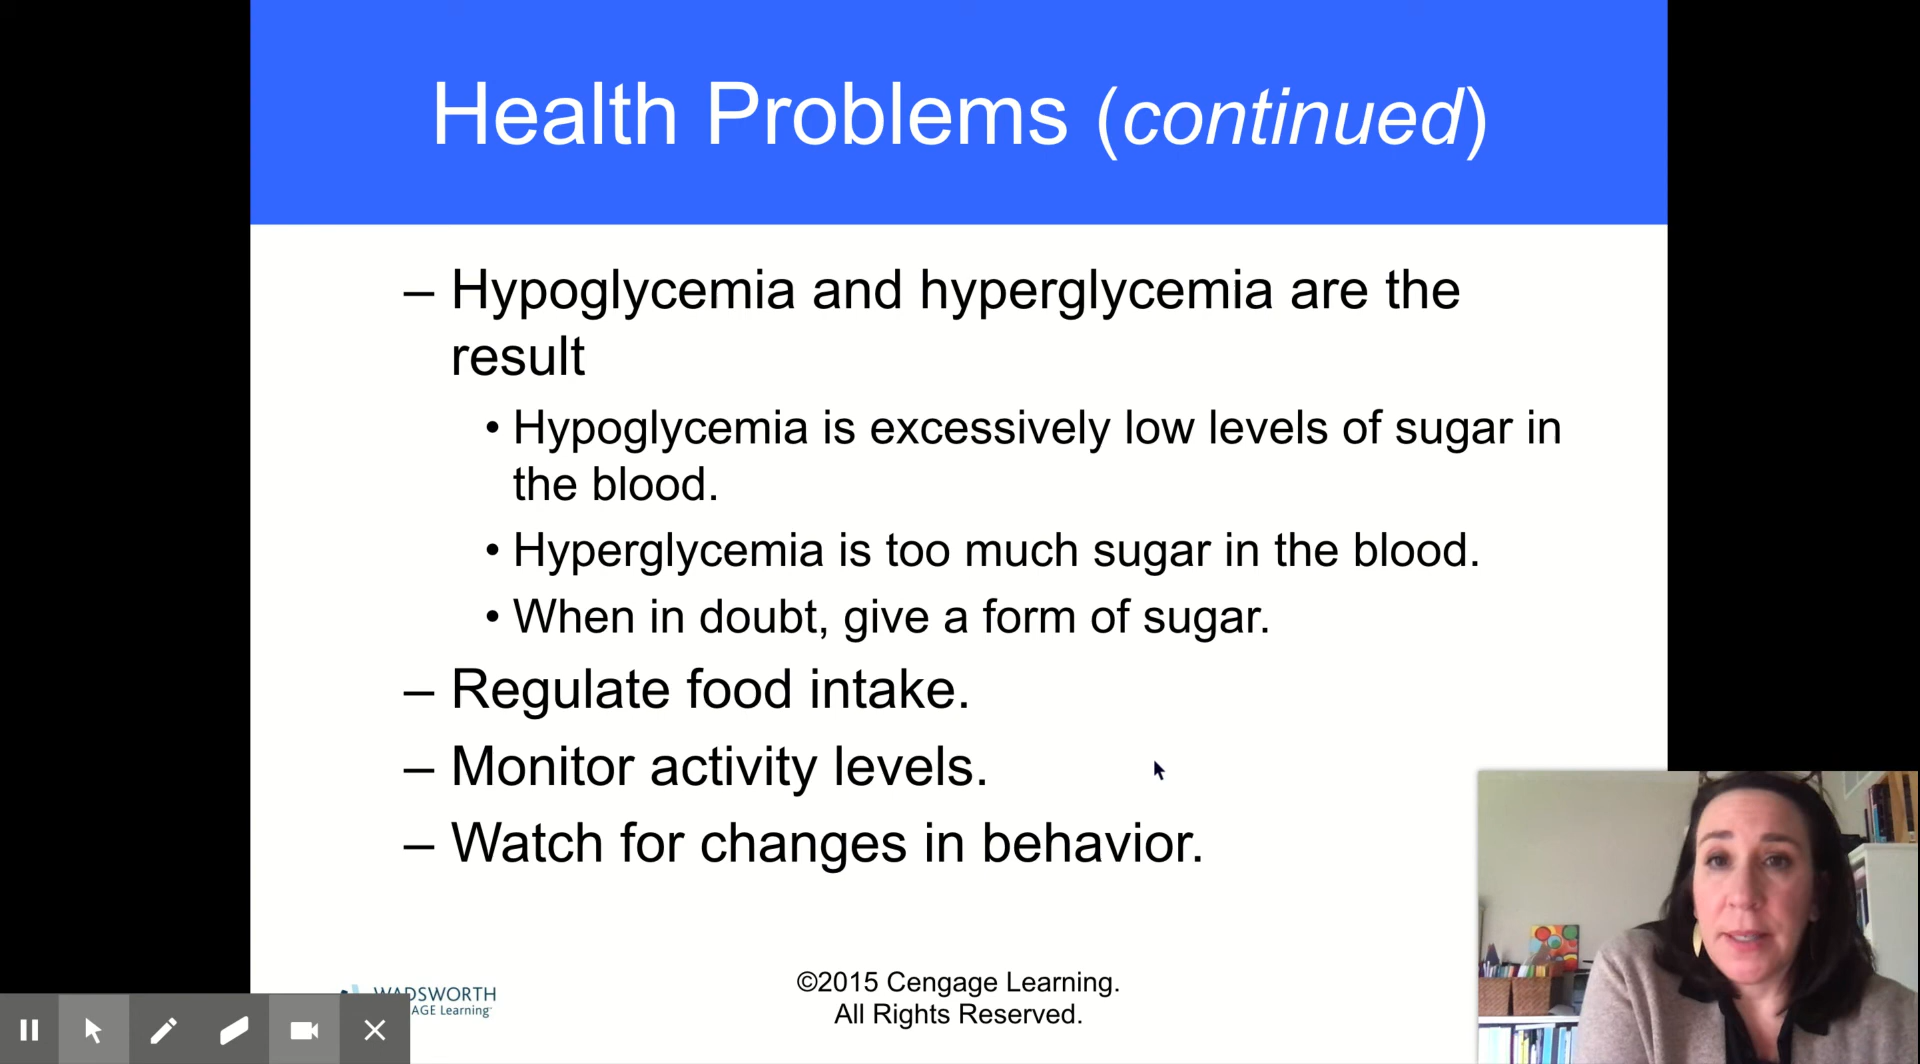 Health Problems (continued)
– Hypoglycemia and hyperglycemia are the
result
• Hypoglycemia is excessively low levels of sugar in
the blood.
• Hyperglycemia is too much sugar in the blood.
• When in doubt, give a form of sugar.
– Regulate food intake.
– Monitor activity levels.
– Watch for changes in behavior.
©2015 Cengage Learning.
All Rights Reserved.
WADSWORTH
Learning